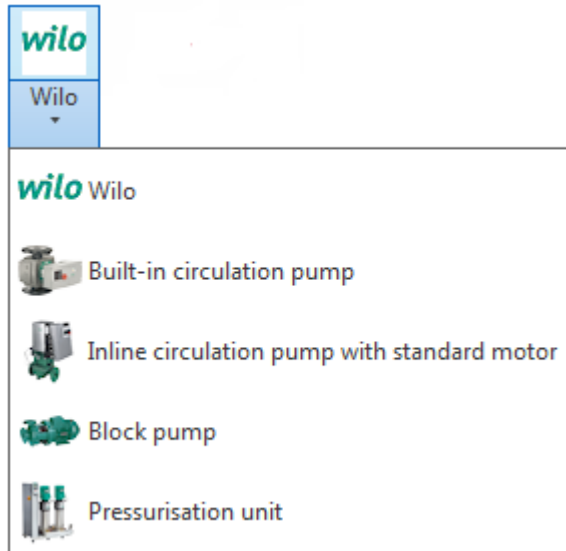 wilo
Wilo
wilo Wilo
Built-in circulation pump
Inline circulation pump with standard motor
Block pump
Pressurisation unit